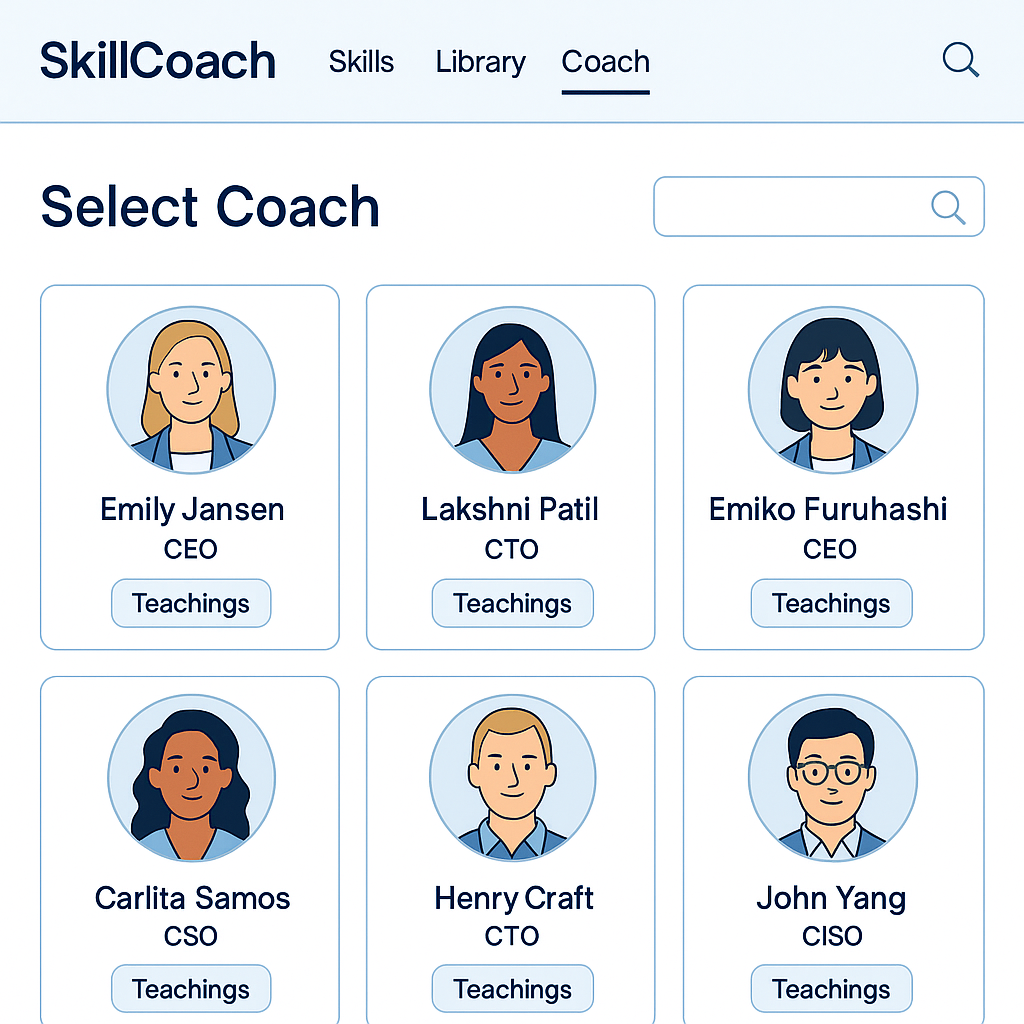 SkillCoach Skills Library Coach
Select Coach
Emily Jansen
CEO
Teachings
Lakshni Patil
CTO
Teachings
Emiko Furuhashi
CEO
Teachings
Carlita Samos
CSO
Teachings
Henry Craft
CTO
Teachings
John Yang
CISO
Teachings